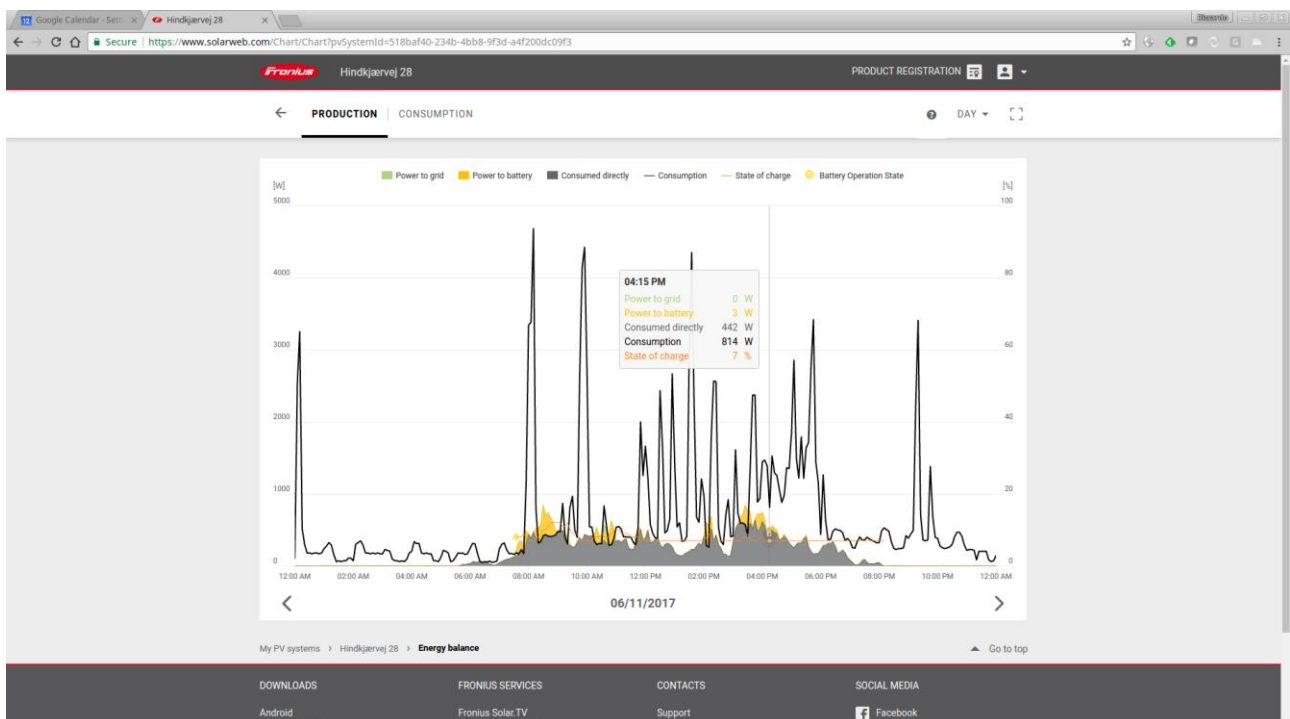 Google Calendar - Sett
Hindkjærvej 28
Riccardo
Secure https://www.solarweb.com/Chart/Chart?pvSystemId=518baf40-234b-4bb8-9f3d-a4f200dc09f3
Fronius Hindkjærvej 28 PRODUCT REGISTRATION
PRODUCTION CONSUMPTION DAY
Power to grid Power to battery Consumed directly Consumption State of charge Battery Operation State
[W] [%]
5000 100
4000 80
04:15 PM
Power to grid 0 W
Power to battery 3 W
Consumed directly 442 W
Consumption 814 W
State of charge 7 %
3000 60
2000 40
1000 20
0 0
12:00 AM 02:00 AM 04:00 AM 06:00 AM 08:00 AM 10:00 AM 12:00 PM 02:00 PM 04:00 PM 06:00 PM 08:00 PM 10:00 PM 12:00 AM
06/11/2017
My PV systems > Hindkjærvej 28 > Energy balance Go to top
DOWNLOADS FRONIUS SERVICES CONTACTS SOCIAL MEDIA
Android Fronius Solar.TV Support Facebook